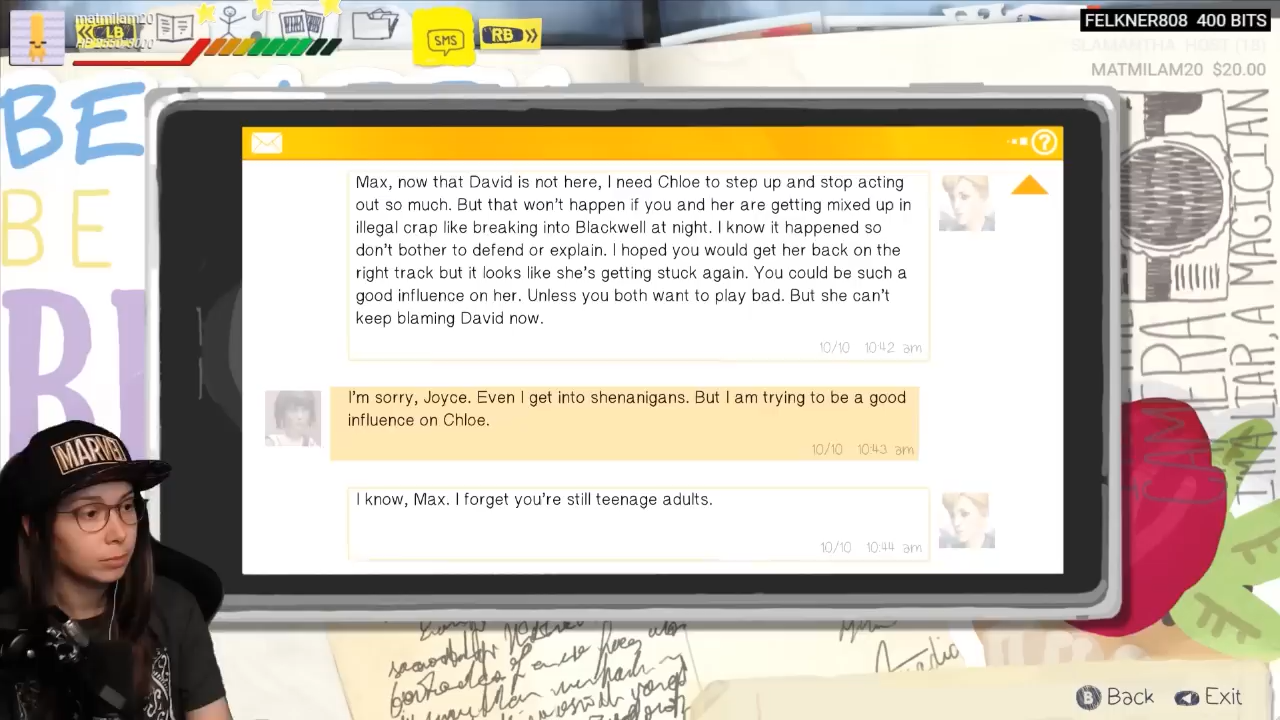 matmilam20
LB
SMS
RB
FELKNER808 400 BITS
MATMILAM20 $20.00
BE
BE
?
Max, now that David is not here, I need Chloe to step up and stop acting
out so much. But that won't happen if you and her are getting mixed up in
illegal crap like breaking into Blackwell at night. I know it happened so
don't bother to defend or explain. I hoped you would get her back on the
right track but it looks like she's getting stuck again. You could be such a
good influence on her. Unless you both want to play bad. But she can't
keep blaming David now.
10/10 10:42 am
I'm sorry, Joyce. Even I get into shenanigans. But I am trying to be a good
influence on Chloe.
10/10 10:43 am
I know, Max. I forget you're still teenage adults.
10/10 10:44 am
MARVEL
MAGICIAN
B Back Exit